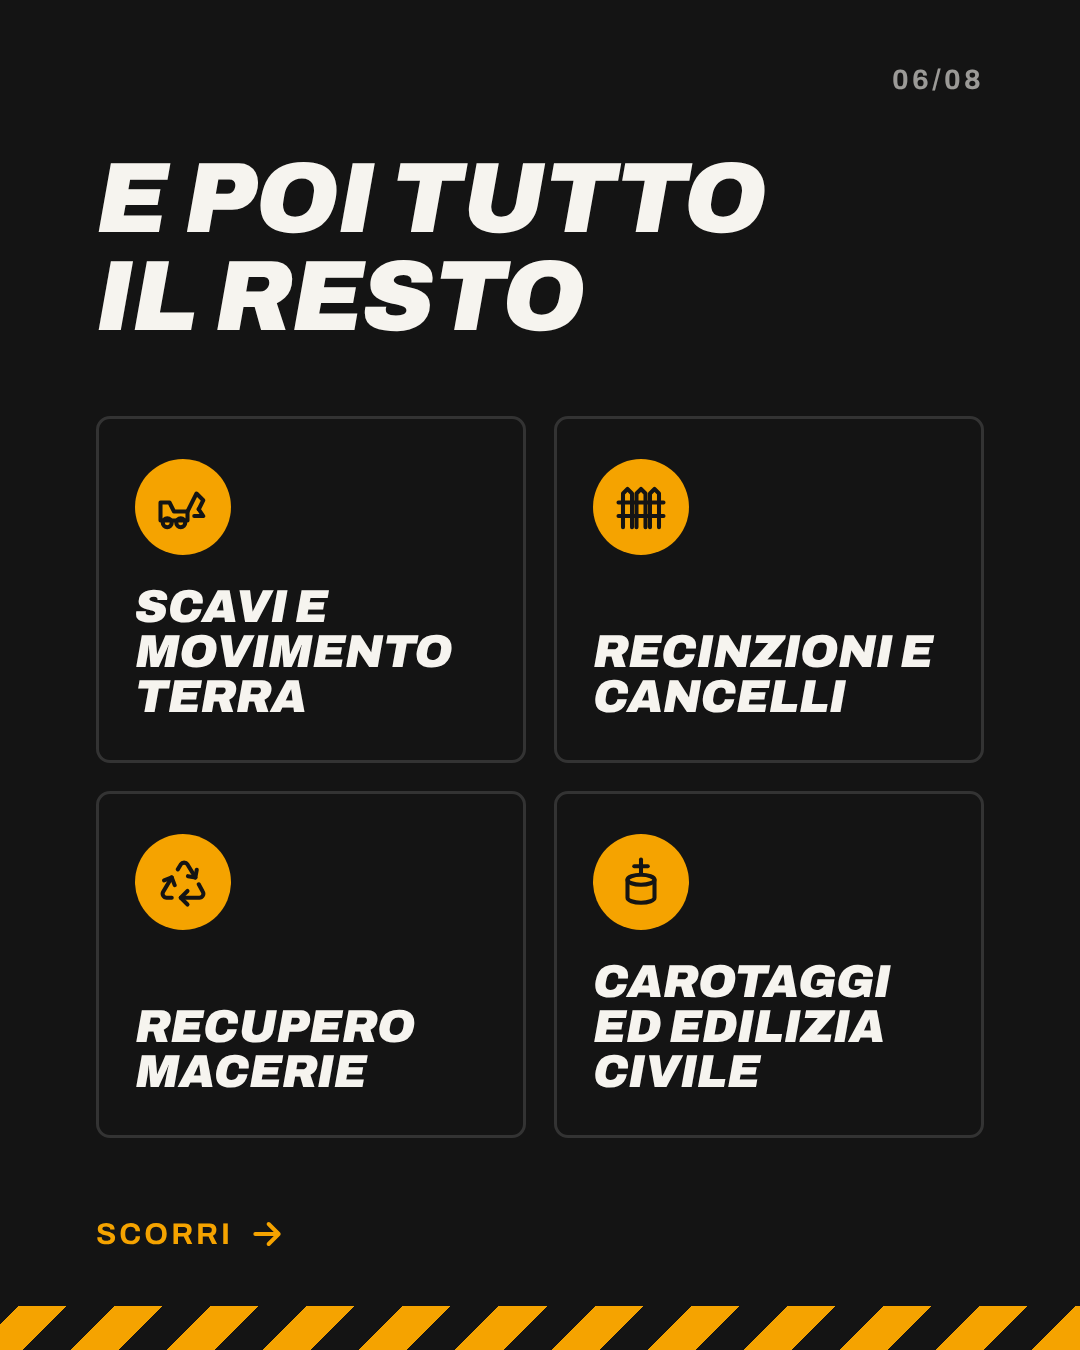 06/08
E POI TUTTO
IL RESTO
SCAVI E
MOVIMENTO
TERRA
RECINZIONI E
CANCELLI
RECUPERO
MACERIE
CAROTAGGI
ED EDILIZIA
CIVILE
SCORRI →